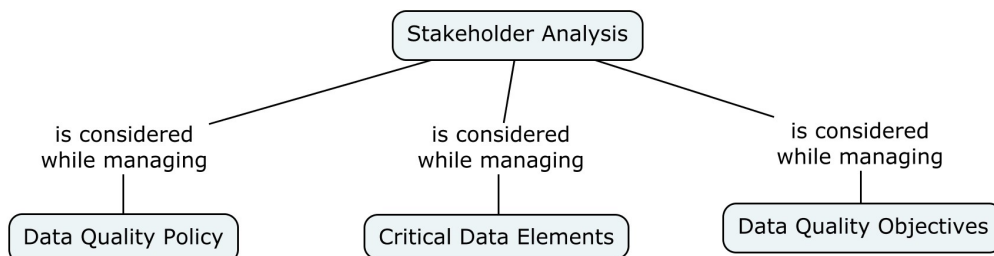 Stakeholder Analysis
is considered
while managing
is considered
while managing
is considered
while managing
Data Quality Policy
Critical Data Elements
Data Quality Objectives